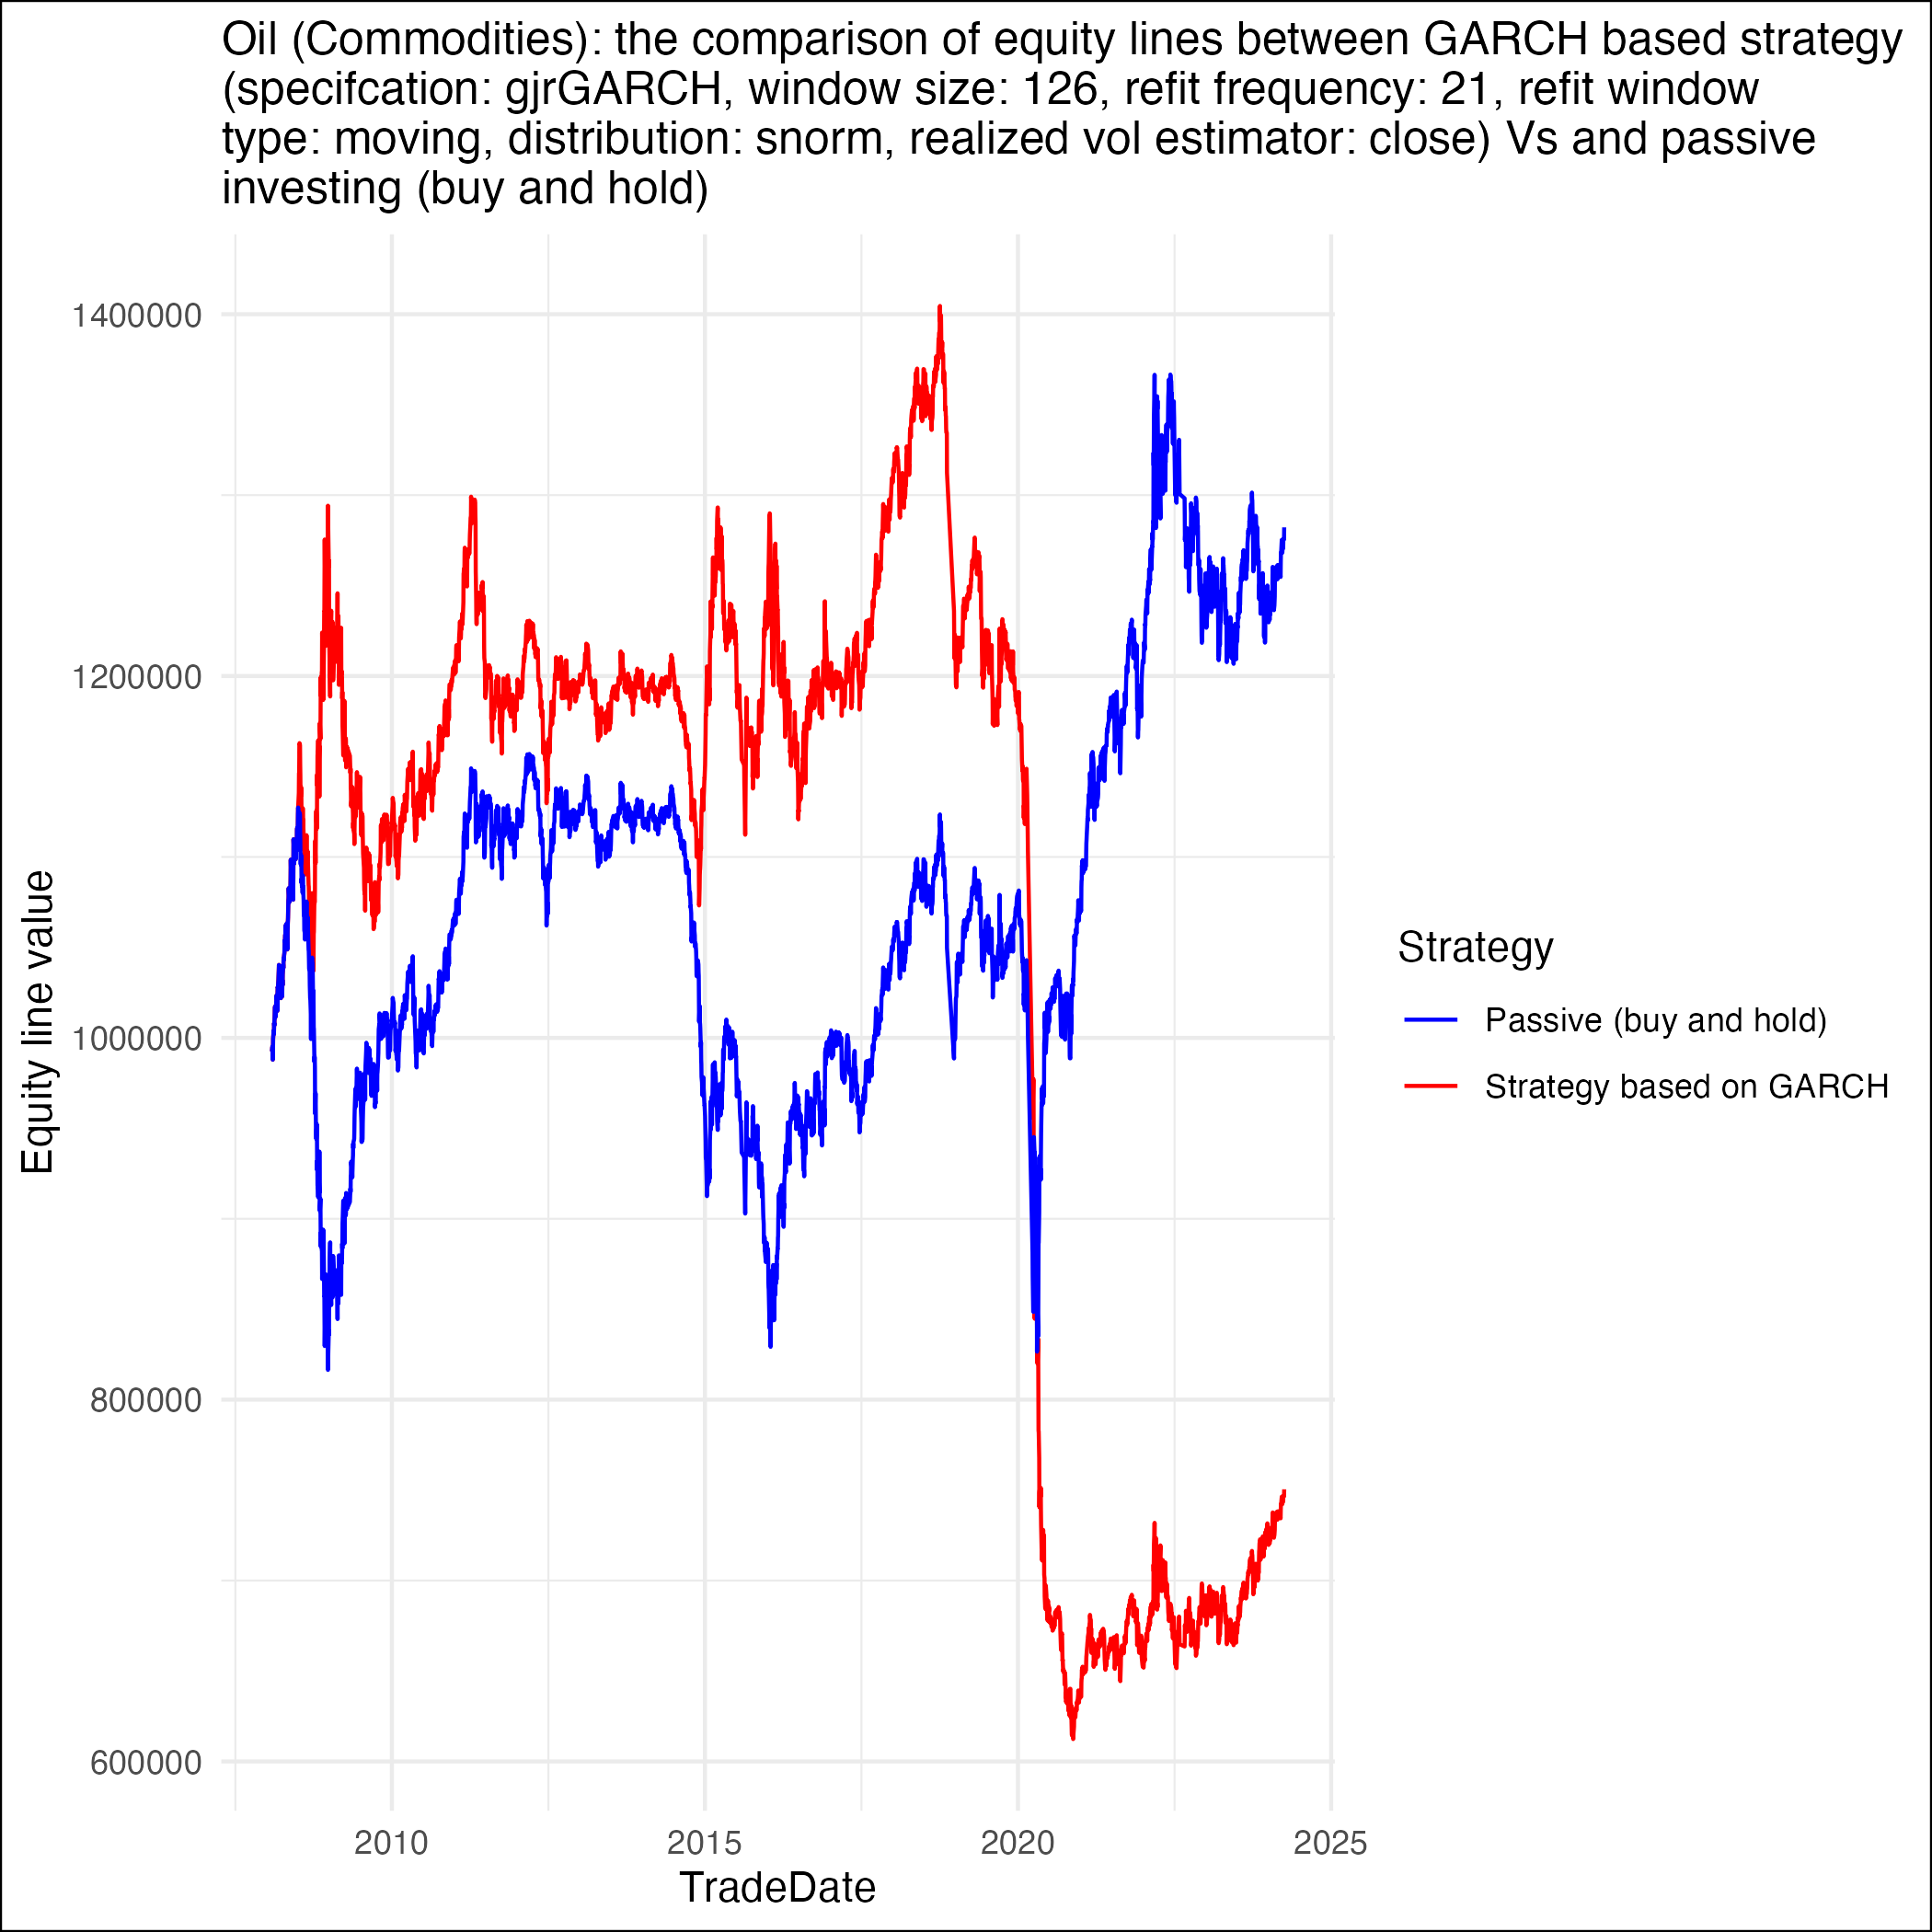 Oil (Commodities): the comparison of equity lines between GARCH based strategy
(specifcation: gjrGARCH, window size: 126, refit frequency: 21, refit window
type: moving, distribution: snorm, realized vol estimator: close) Vs and passive
investing (buy and hold)
1400000
1200000
1000000
800000
600000
Equity line value
2010
2015
2020
2025
TradeDate
Strategy
Passive (buy and hold)
Strategy based on GARCH